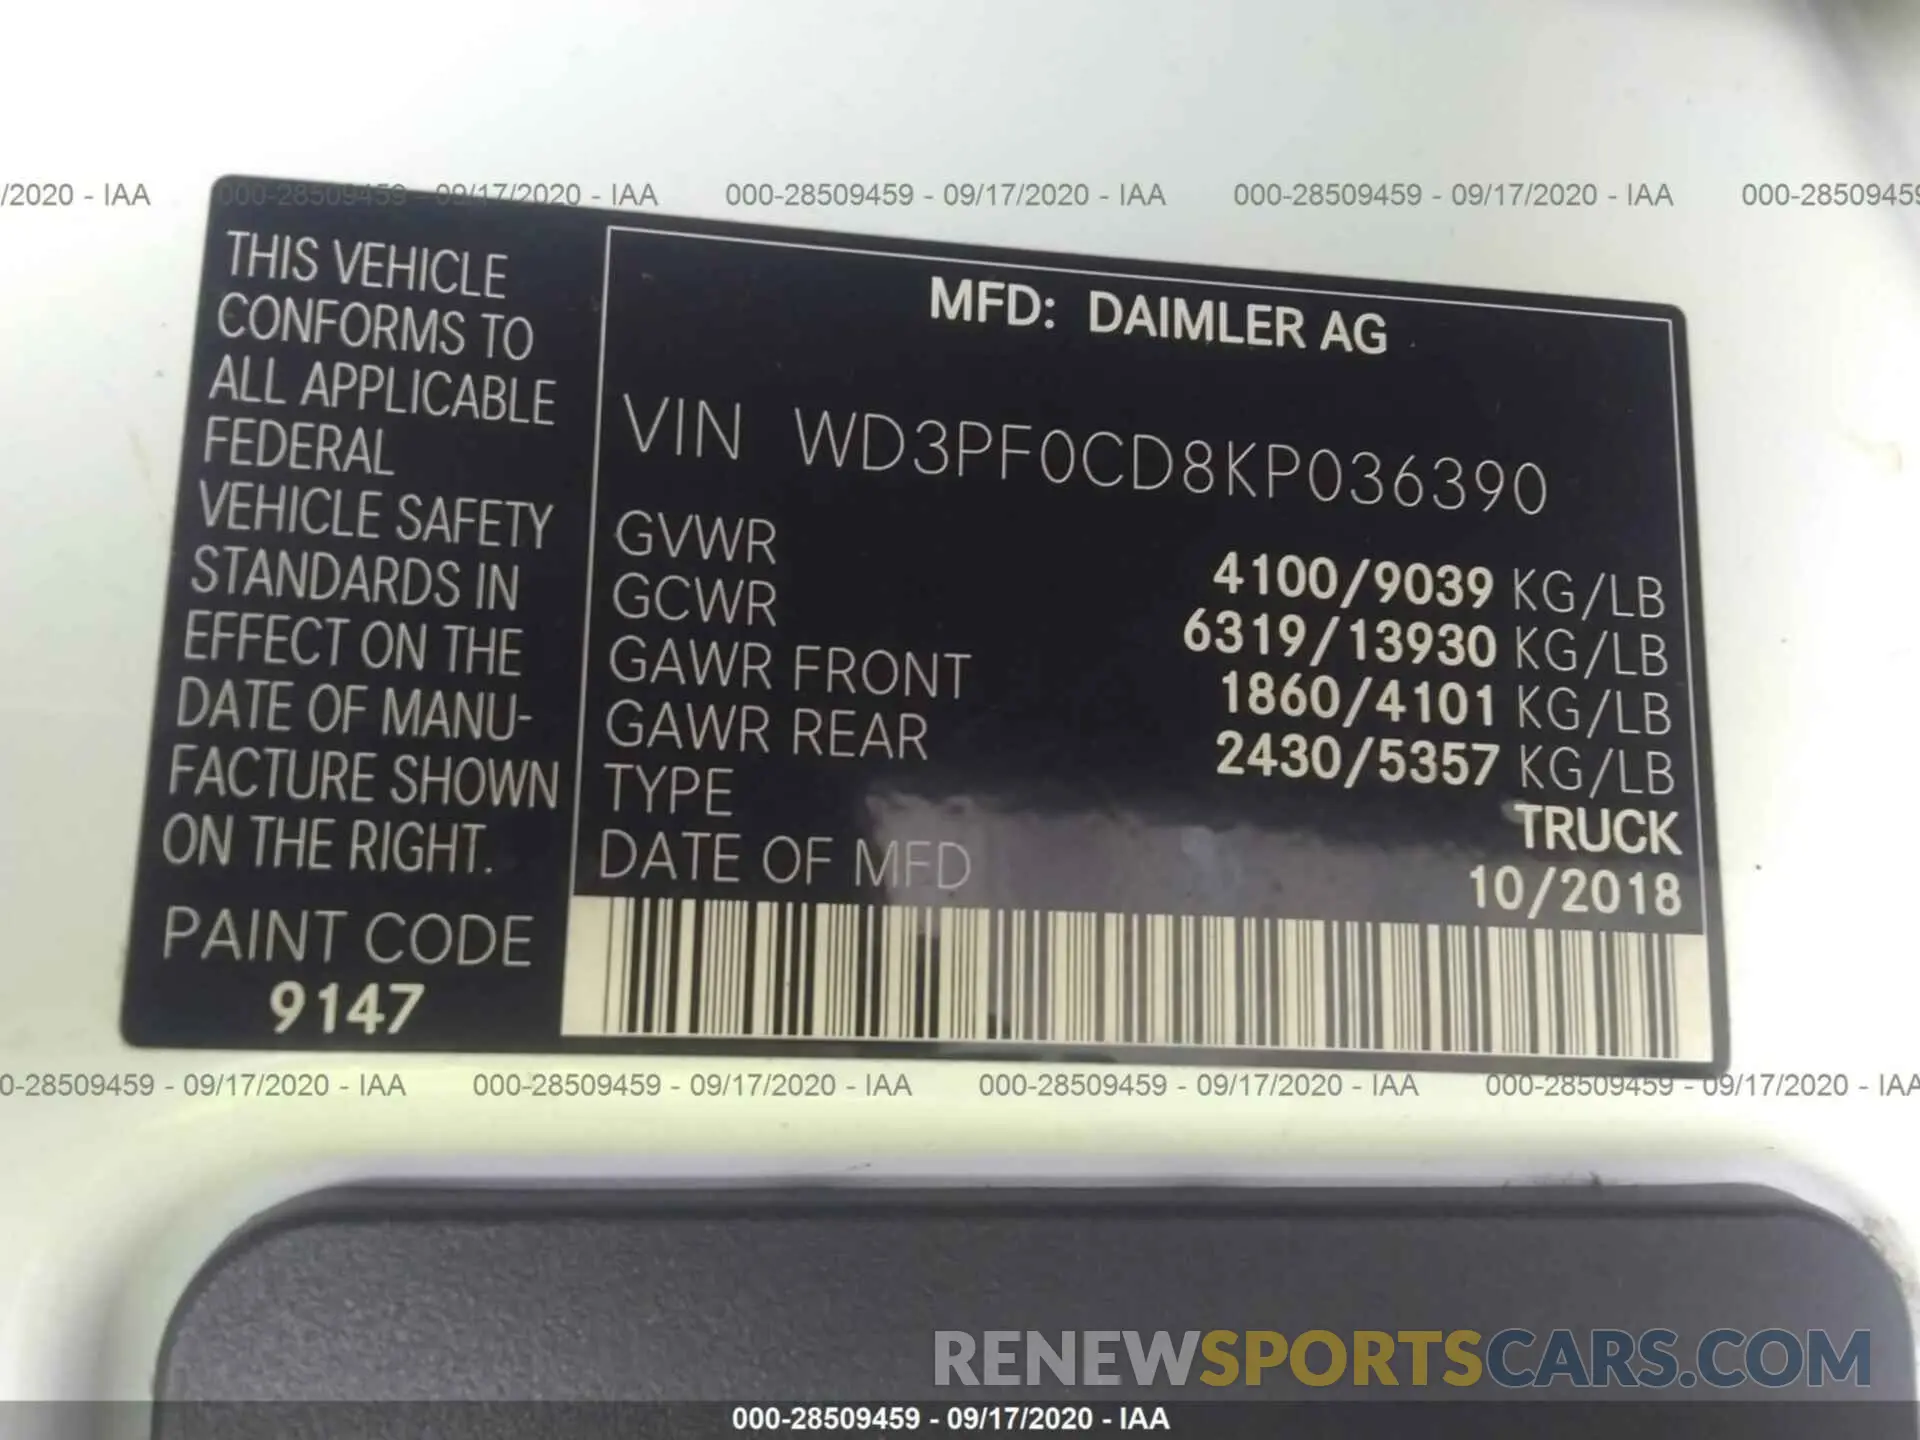 /2020 - IAA 000-28509459 - 09/17/2020 - IAA 000-28509459 - 09/17/2020 - IAA 000-28509459 - 09/17/2020 - IAA 000-28509459
THIS VEHICLE
CONFORMS TO
ALL APPLICABLE
FEDERAL
VEHICLE SAFETY
STANDARDS IN
EFFECT ON THE
DATE OF MANU-
FACTURE SHOWN
ON THE RIGHT.
PAINT CODE
9147
MFD: DAIMLER AG
VIN WD3PF0CD8KP036390
GVWR 4100/9039 KG/LB
GCWR 6319/13930 KG/LB
GAWR FRONT 1860/4101 KG/LB
GAWR REAR 2430/5357 KG/LB
TYPE TRUCK
DATE OF MFD 10/2018
0-28509459 - 09/17/2020 - IAA 000-28509459 - 09/17/2020 - IAA 000-28509459 - 09/17/2020 - IAA 000-28509459 - 09/17/2020 - IAA
RENEWSPORTSCARS.COM
000-28509459 - 09/17/2020 - IAA